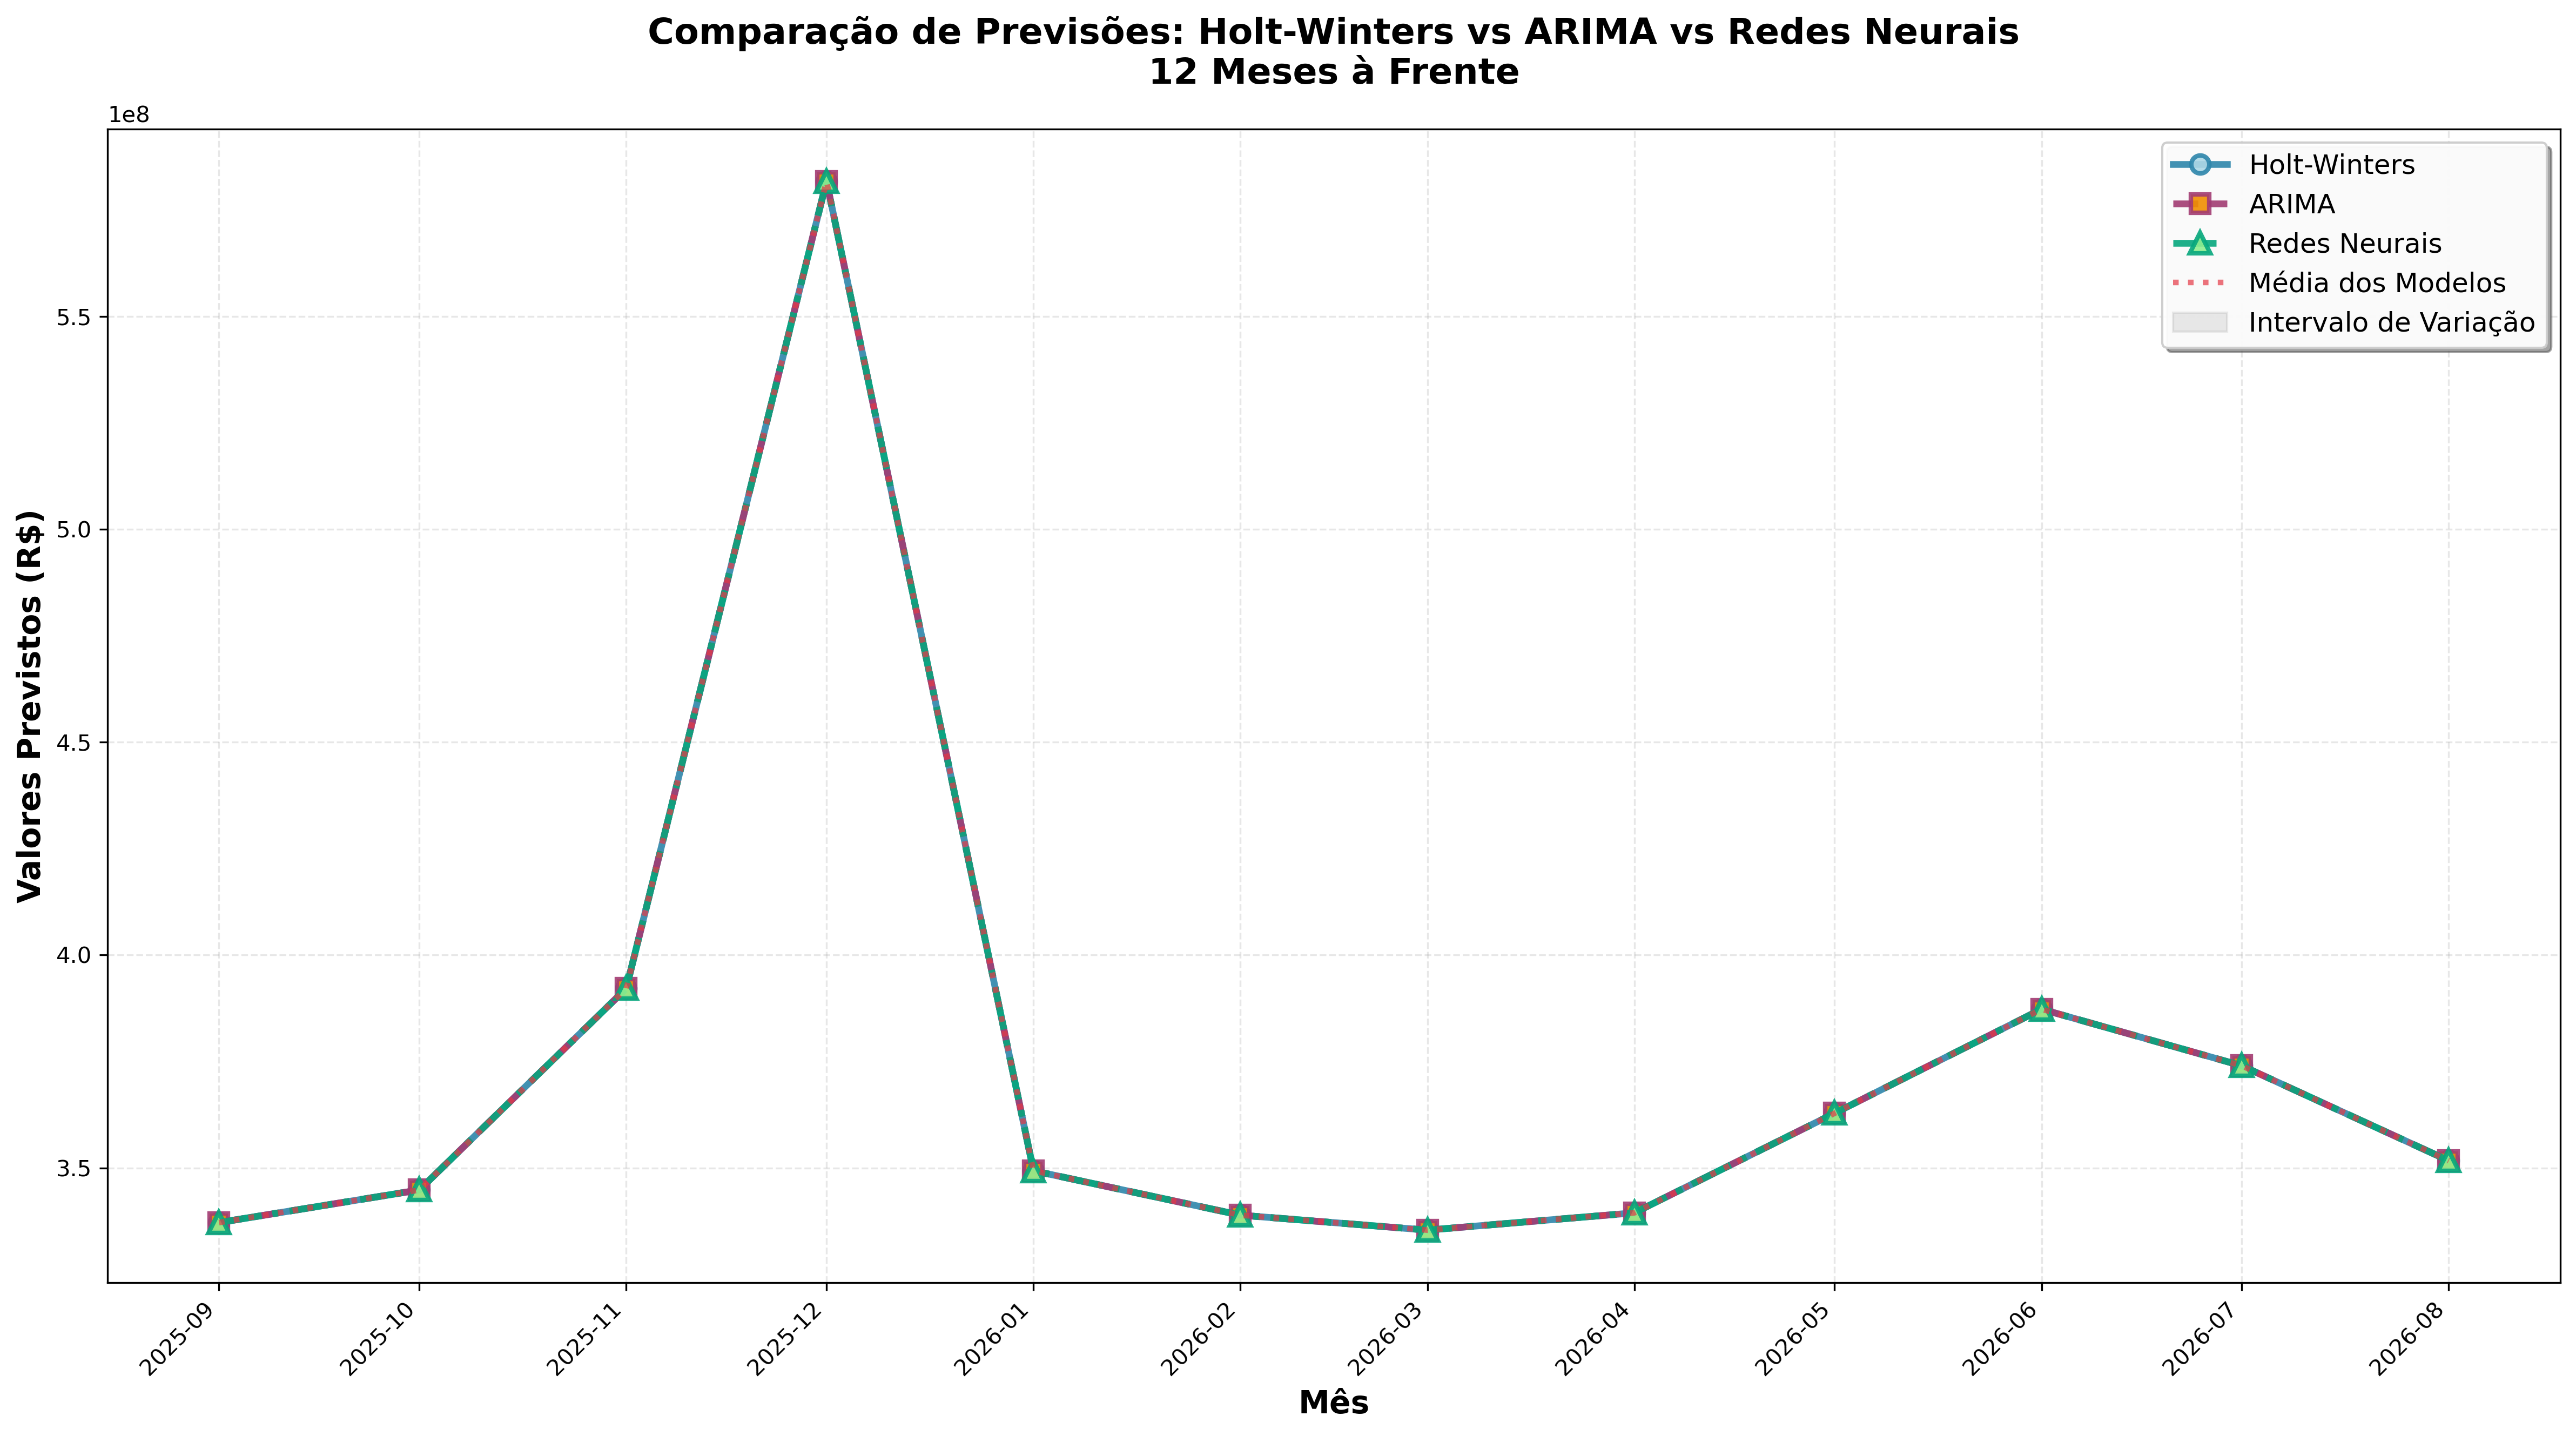 Comparação de Previsões: Holt-Winters vs ARIMA vs Redes Neurais
12 Meses à Frente
1e8
Holt-Winters
ARIMA
Redes Neurais
Média dos Modelos
Intervalo de Variação
Valores Previstos (R$)
5.5
5.0
4.5
4.0
3.5
2025-09
2025-10
2025-11
2025-12
2026-01
2026-02
2026-03
2026-04
2026-05
2026-06
2026-07
2026-08
Mês